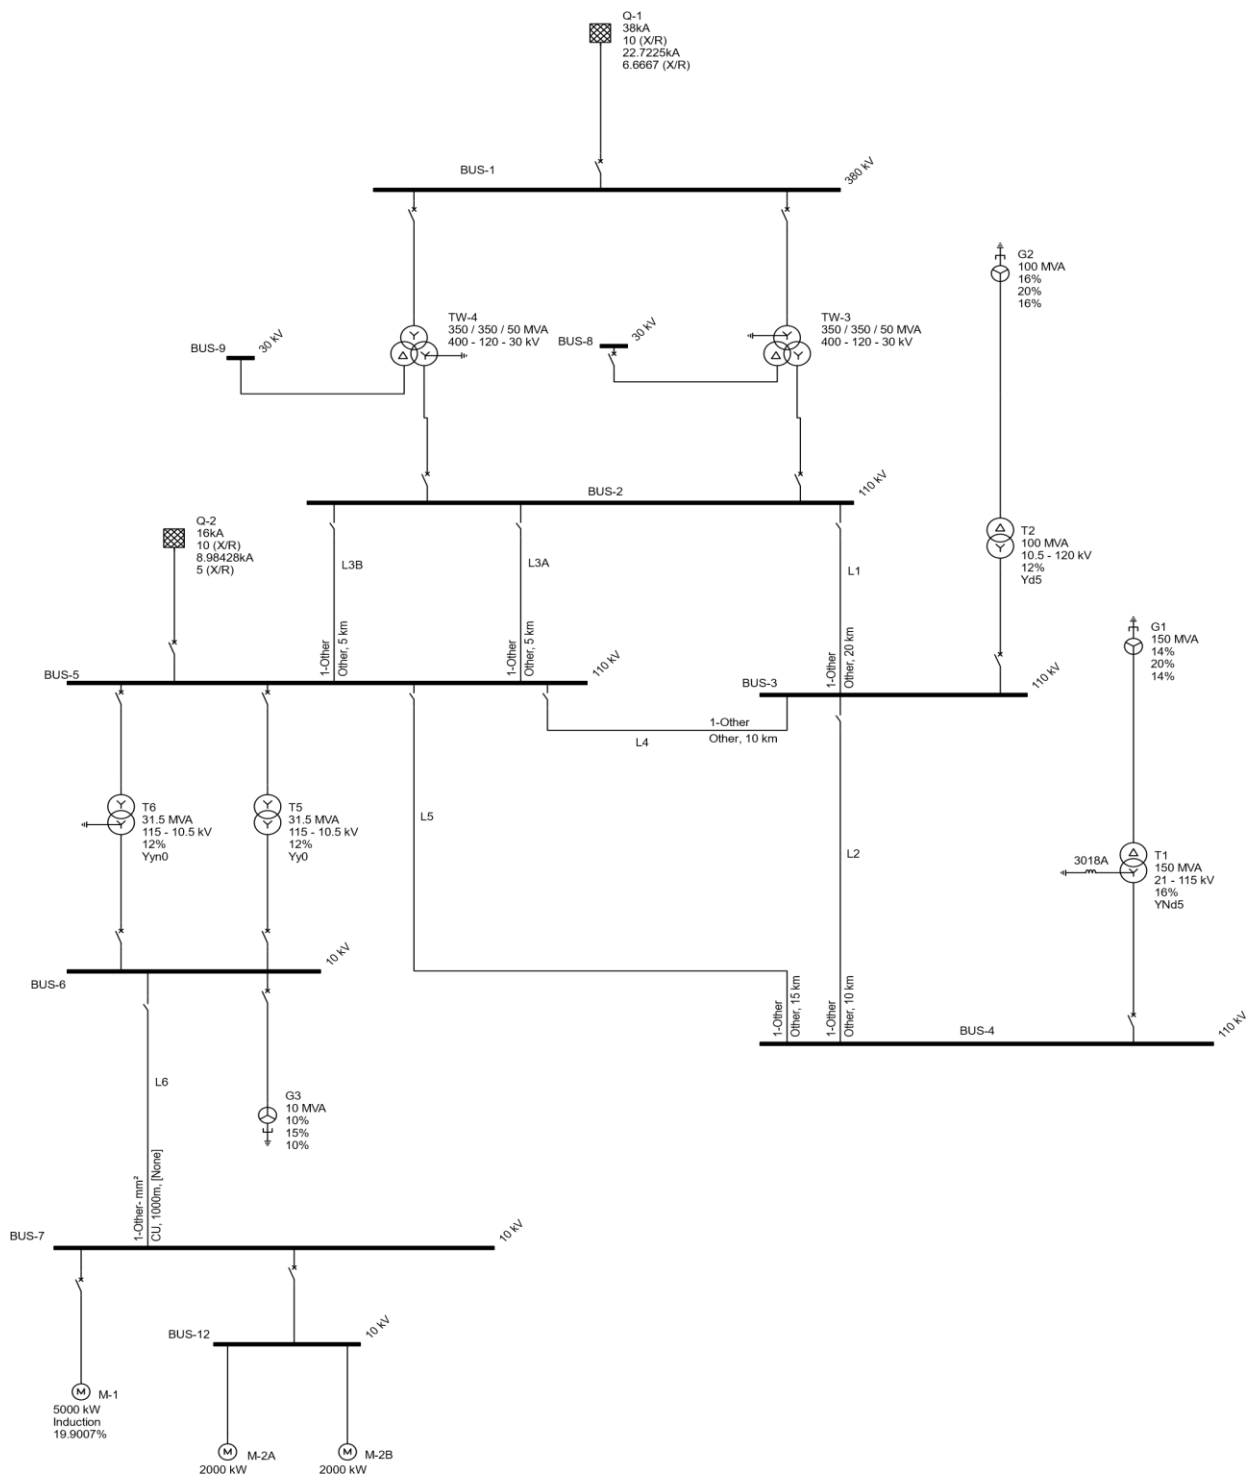 Q-1
38kA
10 (X/R)
22.7225kA
6.6667 (X/R)
BUS-1
380 kV
G2
100 MVA
16%
20%
16%
TW-4
350 / 350 / 50 MVA
400 - 120 - 30 kV
TW-3
350 / 350 / 50 MVA
400 - 120 - 30 kV
BUS-9
30 kV
BUS-8
30 kV
BUS-2
110 kV
Q-2
16kA
10 (X/R)
8.98428kA
5 (X/R)
T2
100 MVA
10.5 - 120 kV
12%
Yd5
L3B
L3A
L1
1-Other
Other, 5 km
1-Other
Other, 5 km
1-Other
Other, 20 km
G1
150 MVA
14%
20%
14%
BUS-5
110 kV
BUS-3
110 kV
1-Other
Other, 10 km
L4
T6
31.5 MVA
115 - 10.5 kV
12%
Yyn0
T5
31.5 MVA
115 - 10.5 kV
12%
Yy0
L5
L2
3018A
T1
150 MVA
21 - 115 kV
16%
YNd5
BUS-6
10 kV
1-Other
Other, 15 km
1-Other
Other, 10 km
BUS-4
110 kV
L6
G3
10 MVA
10%
15%
10%
1-Other- mm²
CU, 1000m, [None]
BUS-7
10 kV
BUS-12
10 kV
M
M-1
5000 kW
Induction
19.9007%
M
M-2A
2000 kW
M
M-2B
2000 kW